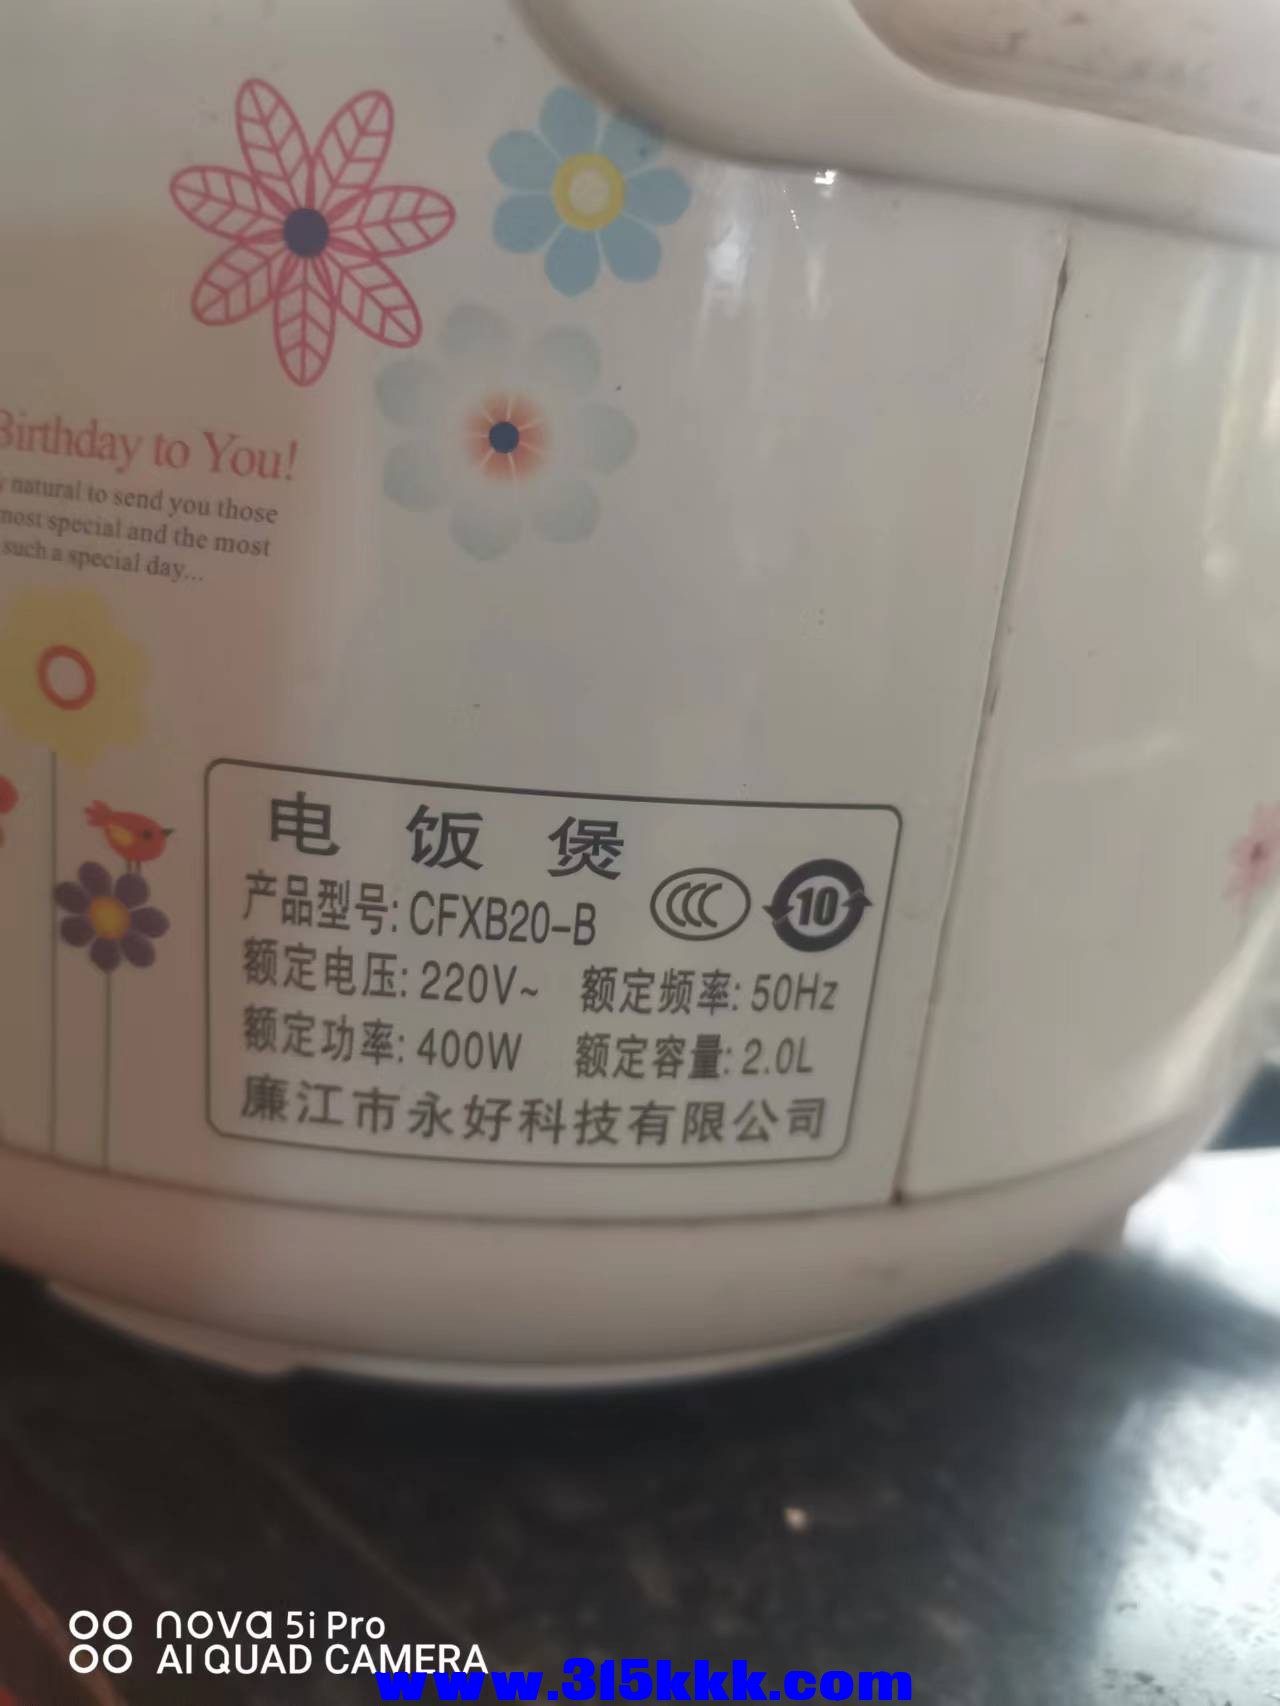 Birthday to You!
natural to send you those
most special and the most
such a special day...
电饭煲
产品型号: CFXB20-B
CCC
10
额定电压: 220V~ 额定频率: 50Hz
额定功率: 400W 额定容量: 2.0L
廉江市永好科技有限公司
nova 5i Pro
AI QUAD CAMERA
www.315kkk.com